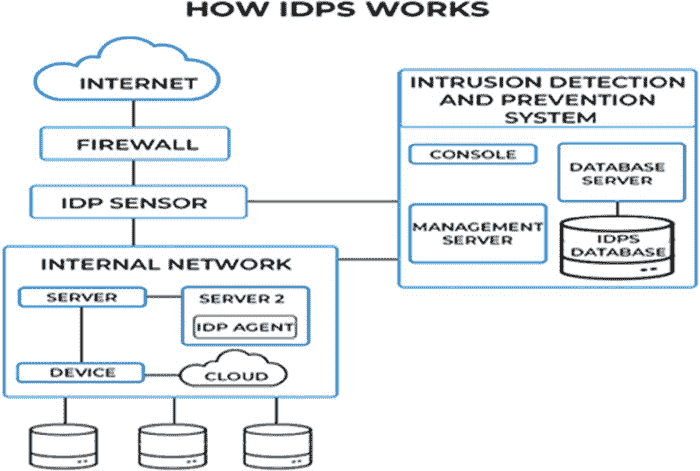 HOW IDPS WORKS
INTERNET
FIREWALL
IDP SENSOR
INTERNAL NETWORK
SERVER
SERVER 2
IDP AGENT
DEVICE
CLOUD
INTRUSION DETECTION
AND PREVENTION
SYSTEM
CONSOLE
DATABASE
SERVER
MANAGEMENT
SERVER
IDPS
DATABASE